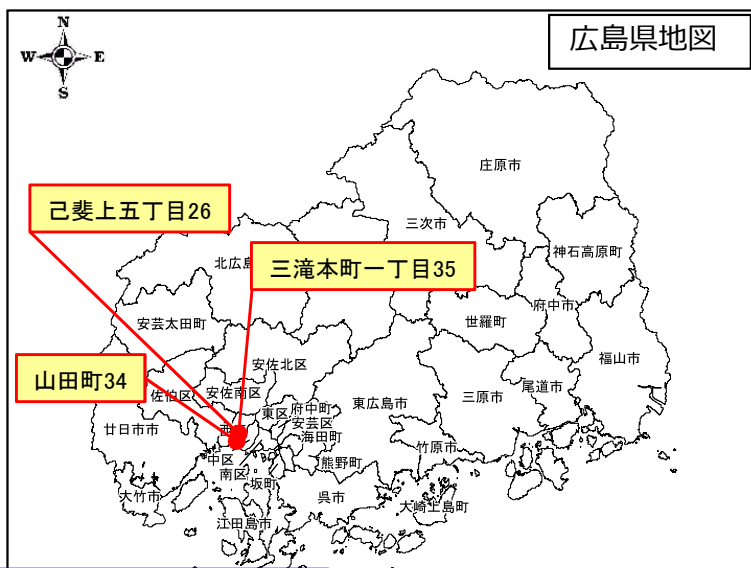 広島県地図
N
W
E
S
庄原市
三次市
己斐上五丁目26
神石高原町
北広島
三滝本町一丁目35
府中市
安芸太田町
世羅町
福山市
安佐北区
山田町34
安佐南区
佐伯区
尾道市
三原市
東広島市
府中町
東区
安芸区
廿日市市
西
海田町
竹原市
中区
熊野町
南区
坂町
大竹市
呉市
大崎上島町
江田島市